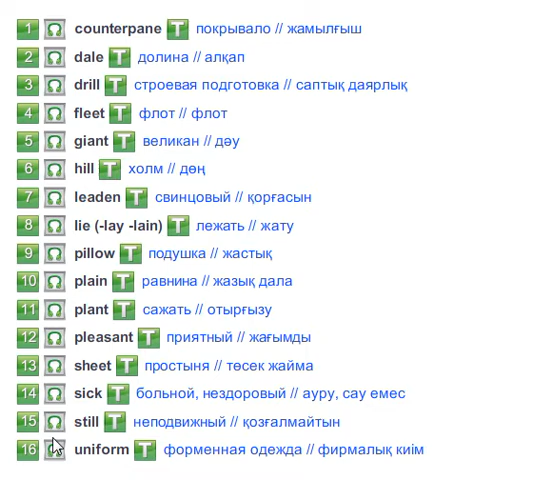 1 counterpane T покрывало // жамылғыш
2 dale T долина // алқап
3 drill T строевая подготовка // саптық даярлық
4 fleet T флот // флот
5 giant T великан // дәу
6 hill T холм // дөң
7 leaden T свинцовый // қорғасын
8 lie (-lay -lain) T лежать // жату
9 pillow T подушка // жастық
10 plain T равнина // жазық дала
11 plant T сажать // отырғызу
12 pleasant T приятный // жағымды
13 sheet T простыня // төсек жайма
14 sick T больной, нездоровый // ауру, сау емес
15 still T неподвижный // қозғалмайтын
16 uniform T форменная одежда // фирмалық киім